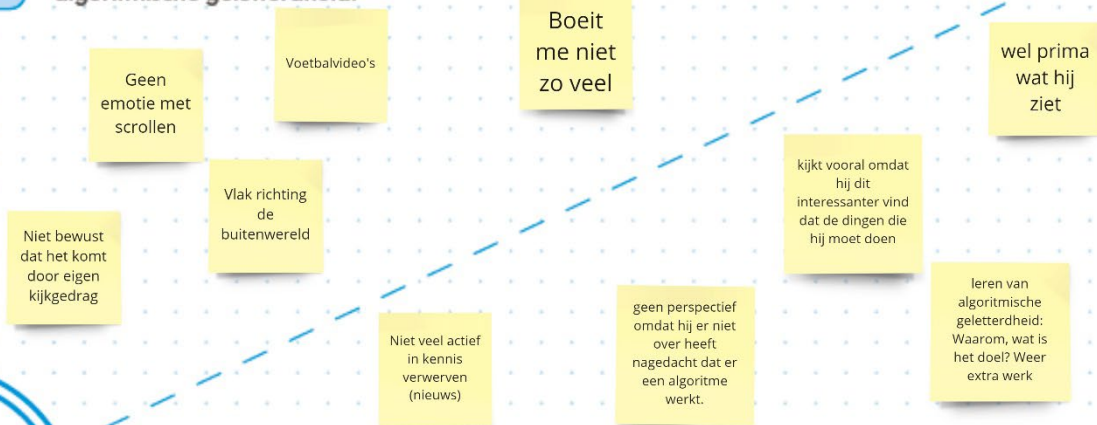 Geen
emotie met
scrollen
Voetbalvideo's
Boeit
me niet
zo veel
wel prima
wat hij
ziet
Niet bewust
dat het komt
door eigen
kijkgedrag
Vlak richting
de
buitenwereld
kijkt vooral omdat
hij dit
interessanter vind
dat de dingen die
hij moet doen
Niet veel actief
in kennis
verwerven
(nieuws)
geen perspectief
omdat hij er niet
over heeft
nagedacht dat er
een algoritme
werkt.
leren van
algoritmische
geletterdheid:
Waarom, wat is
het doel? Weer
extra werk